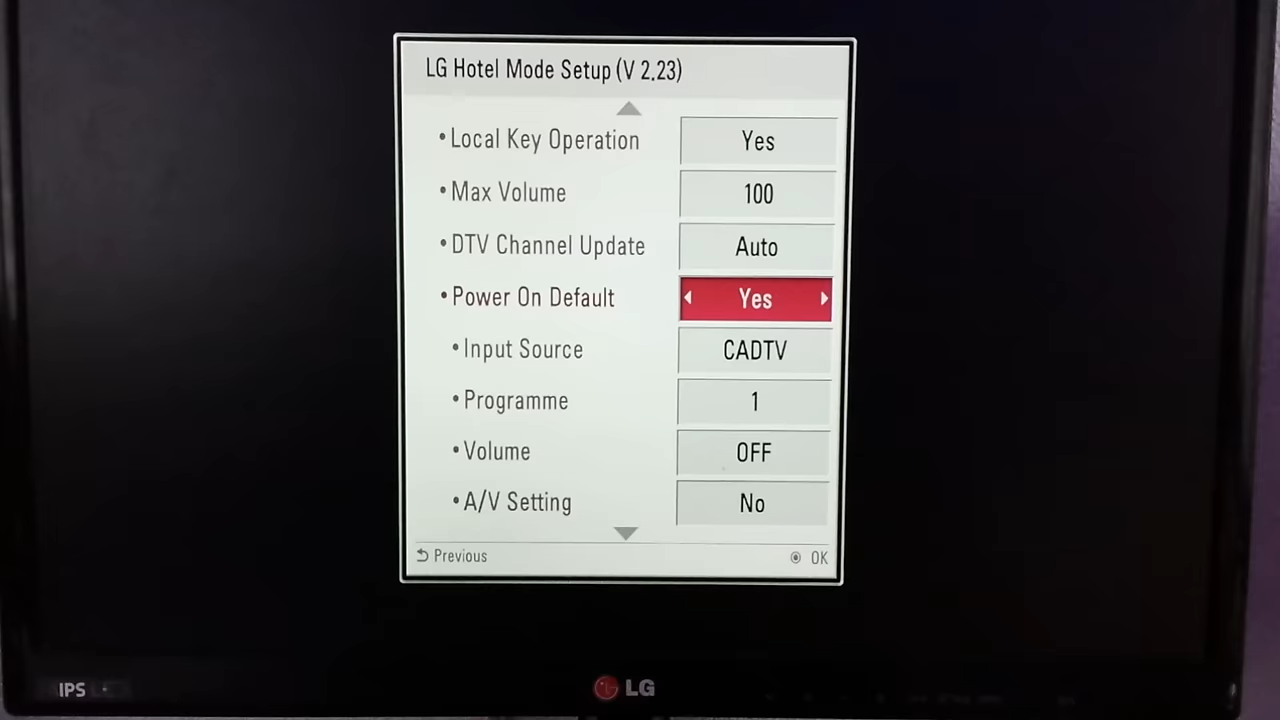 LG Hotel Mode Setup (V 2.23)
• Local Key Operation Yes
• Max Volume 100
• DTV Channel Update Auto
• Power On Default Yes
• Input Source CADTV
• Programme 1
• Volume OFF
• A/V Setting No
Previous OK
IPS
LG